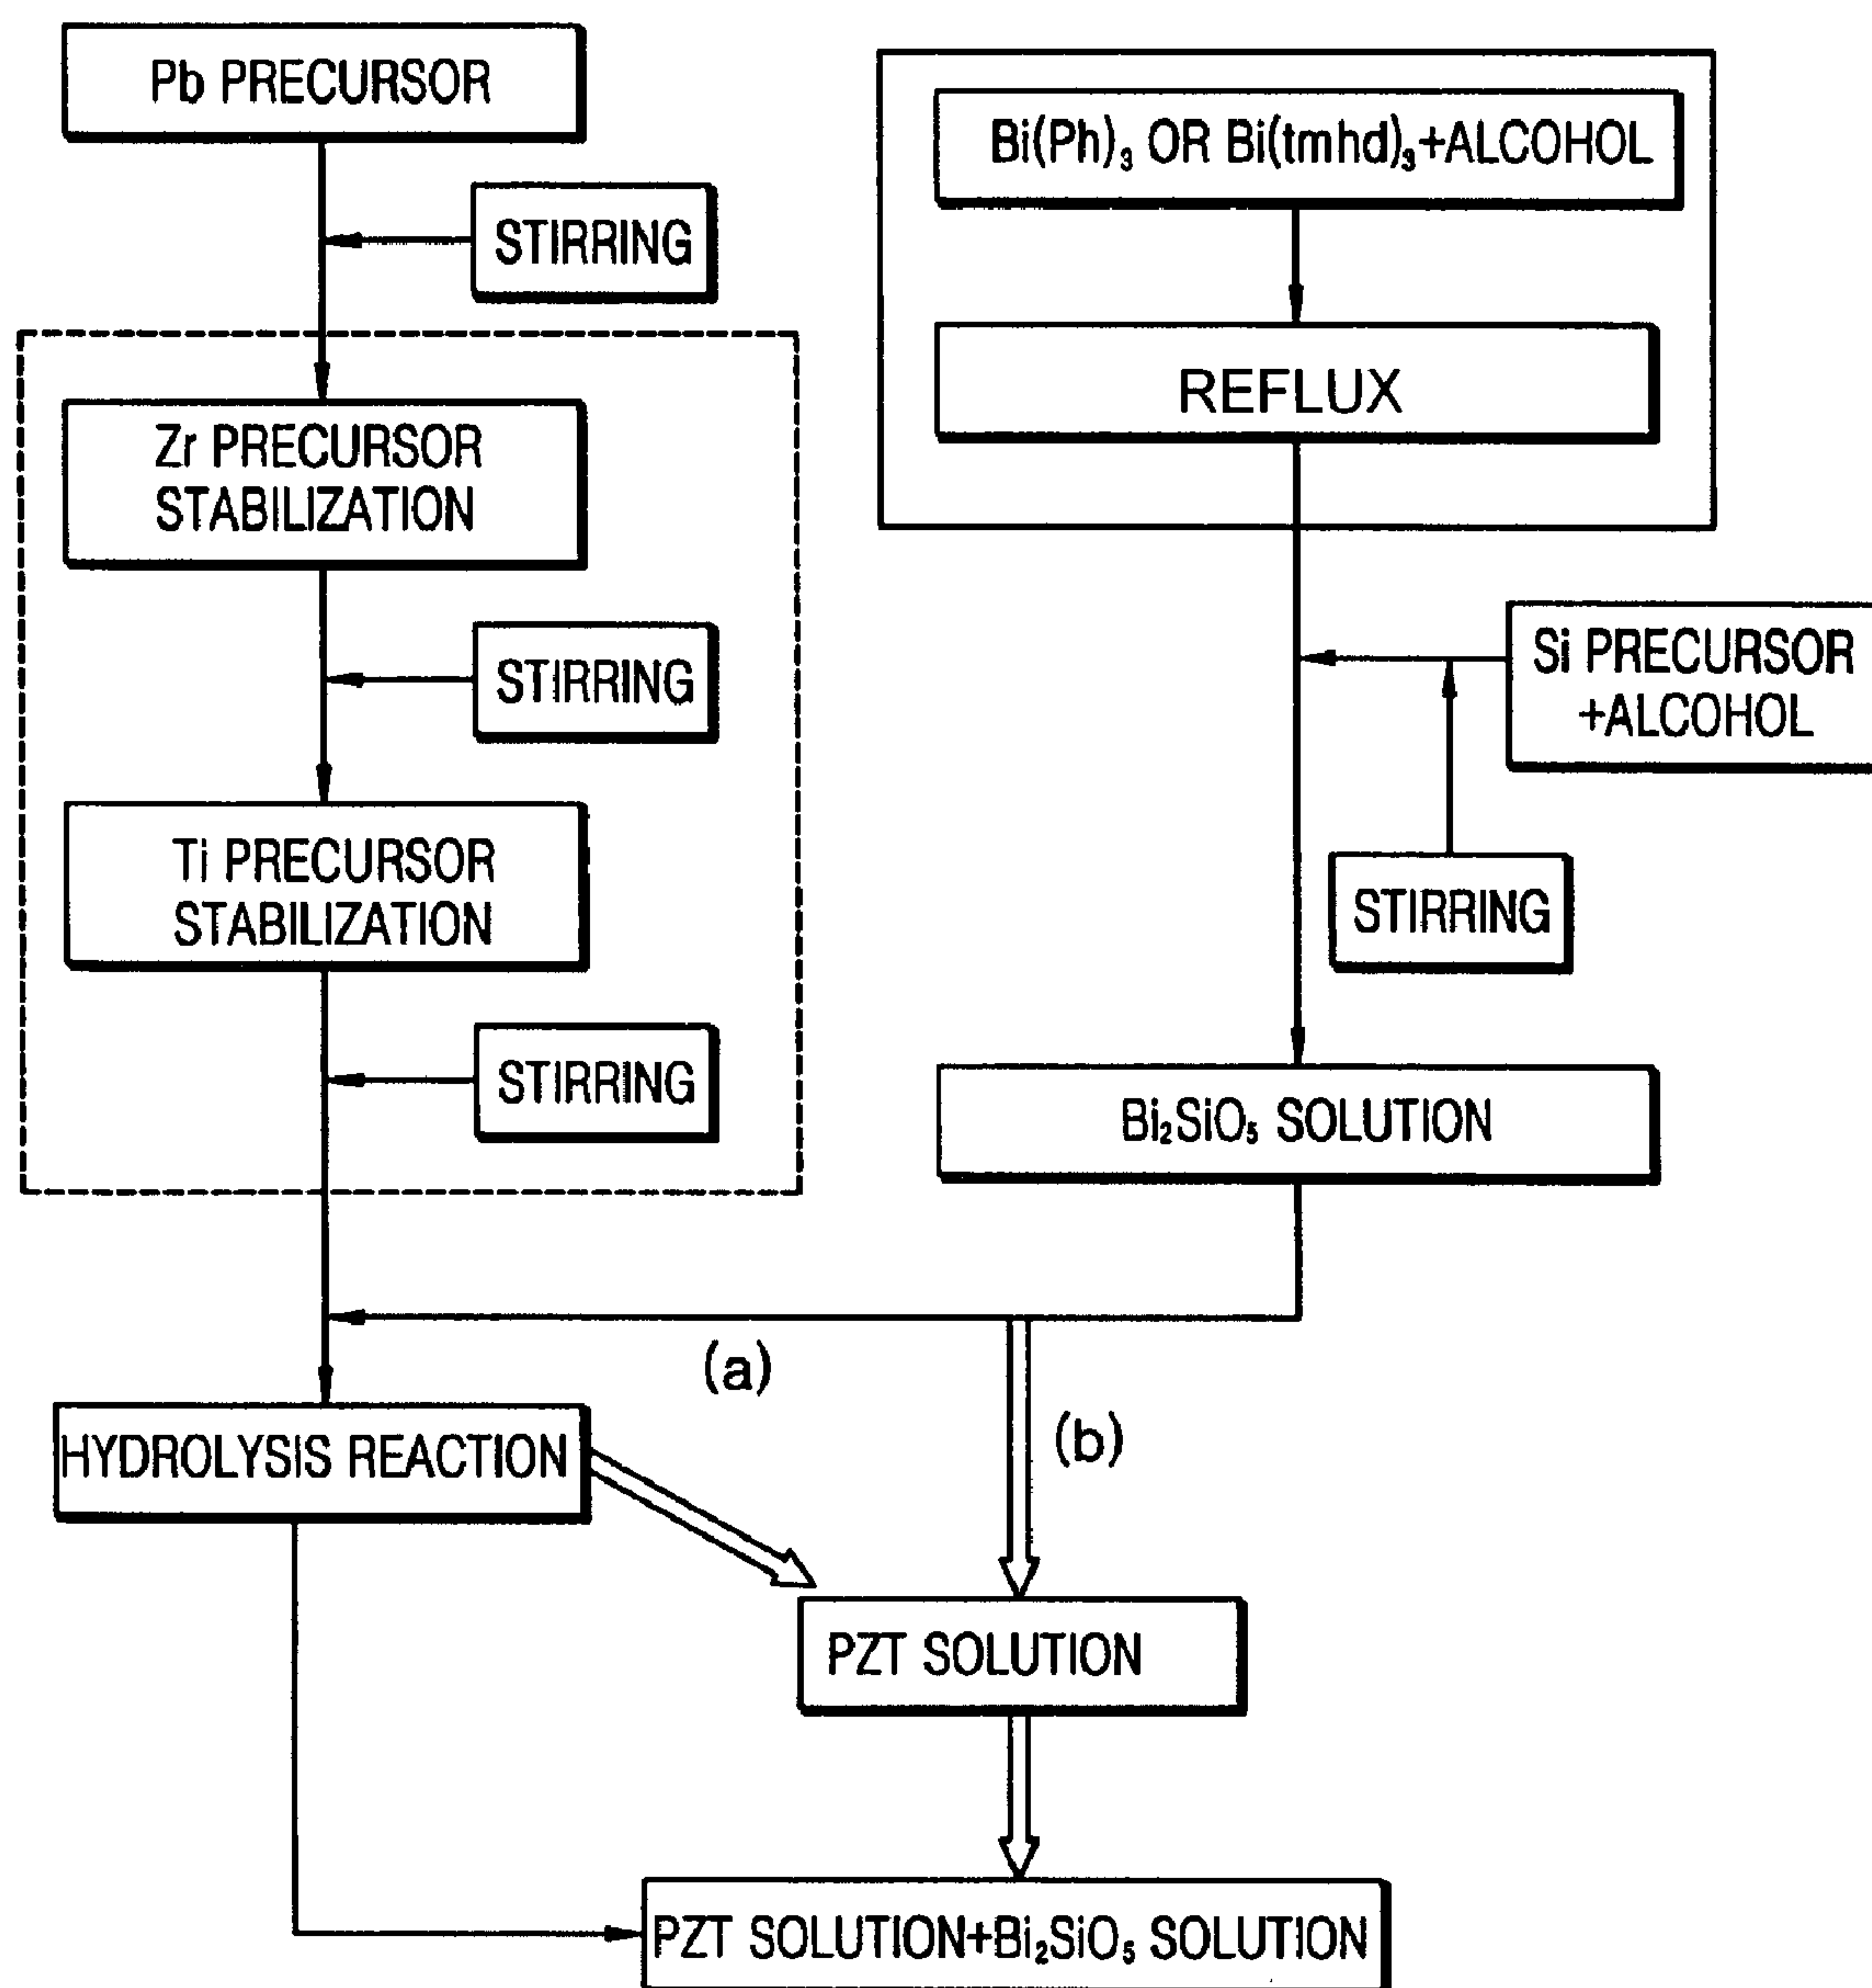 Pb PRECURSOR
STIRRING
Zr PRECURSOR
STABILIZATION
STIRRING
Ti PRECURSOR
STABILIZATION
STIRRING
Bi(Ph)₃ OR Bi(tmhd)₃+ALCOHOL
REFLUX
Si PRECURSOR
+ALCOHOL
STIRRING
Bi₂SiO₅ SOLUTION
(a)
(b)
HYDROLYSIS REACTION
PZT SOLUTION
PZT SOLUTION+Bi₂SiO₅ SOLUTION